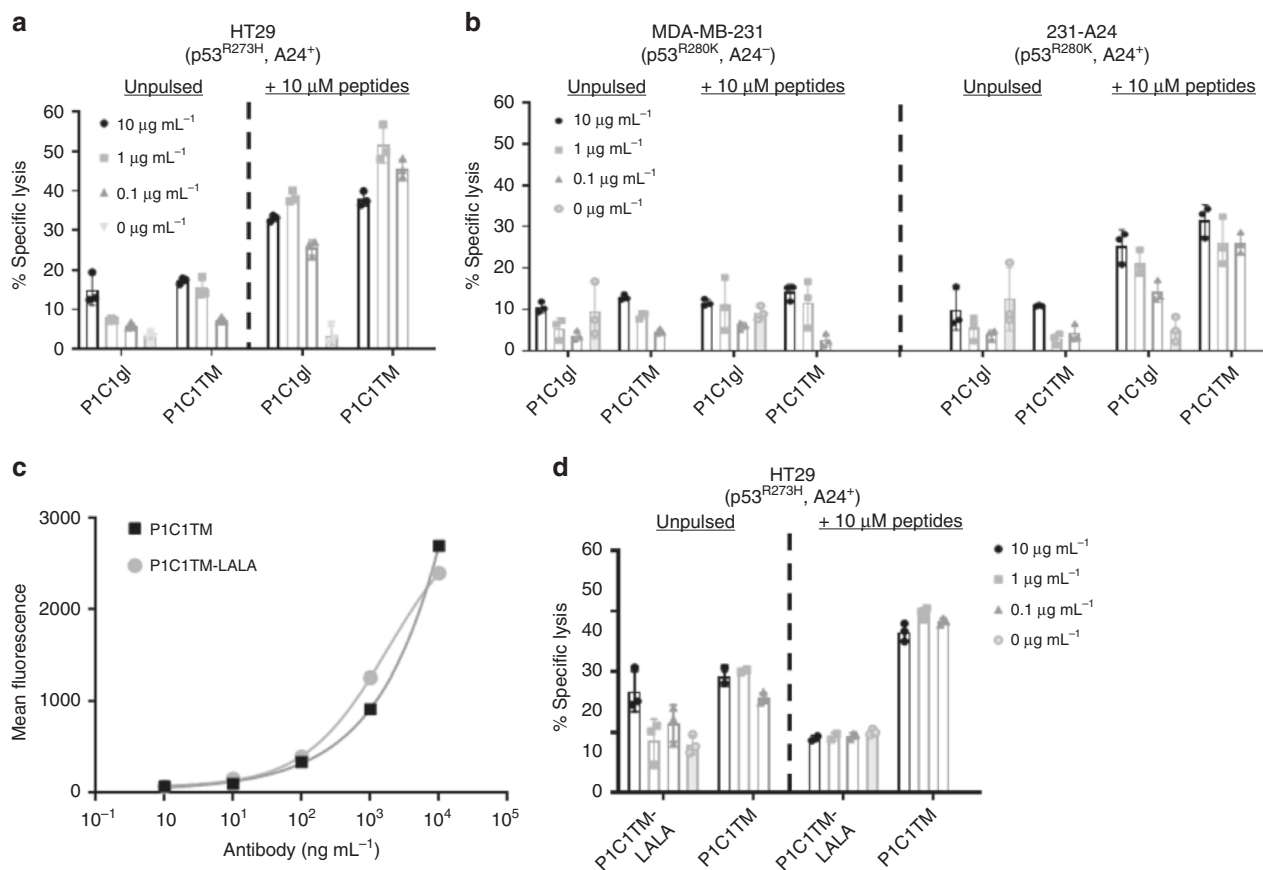 a
HT29
(p53R273H, A24+)
Unpulsed
+ 10 μM peptides
60
50
40
30
20
10
0
% Specific lysis
10 μg mL−1
1 μg mL−1
0.1 μg mL−1
0 μg mL−1
P1C1gl
P1C1TM
P1C1gl
P1C1TM
b
MDA-MB-231
(p53R280K, A24−)
231-A24
(p53R280K, A24+)
Unpulsed
+ 10 μM peptides
Unpulsed
+ 10 μM peptides
60
50
40
30
20
10
0
% Specific lysis
10 μg mL−1
1 μg mL−1
0.1 μg mL−1
0 μg mL−1
P1C1gl
P1C1TM
P1C1gl
P1C1TM
P1C1gl
P1C1TM
P1C1gl
P1C1TM
c
3000
2000
1000
0
Mean fluorescence
P1C1TM
P1C1TM-LALA
10−1
10
101
102
103
104
105
Antibody (ng mL−1)
d
HT29
(p53R273H, A24+)
Unpulsed
+ 10 μM peptides
60
40
30
20
10
0
% Specific lysis
10 μg mL−1
1 μg mL−1
0.1 μg mL−1
0 μg mL−1
P1C1TM-
LALA
P1C1TM
P1C1TM-
LALA
P1C1TM